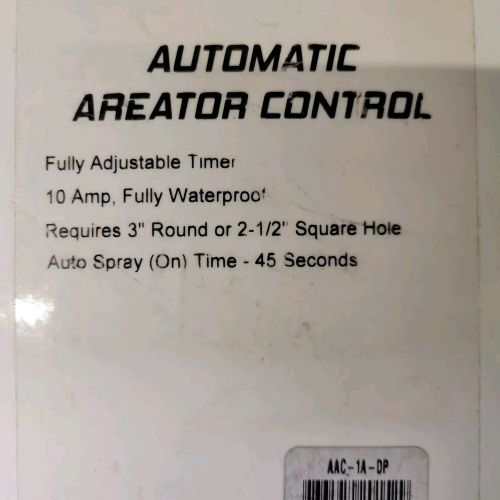 AUTOMATIC
AREATOR CONTROL
Fully Adjustable Timer
10 Amp, Fully Waterproof
Requires 3" Round or 2-1/2" Square Hole
Auto Spray (On) Time - 45 Seconds
AAC-1A-DP